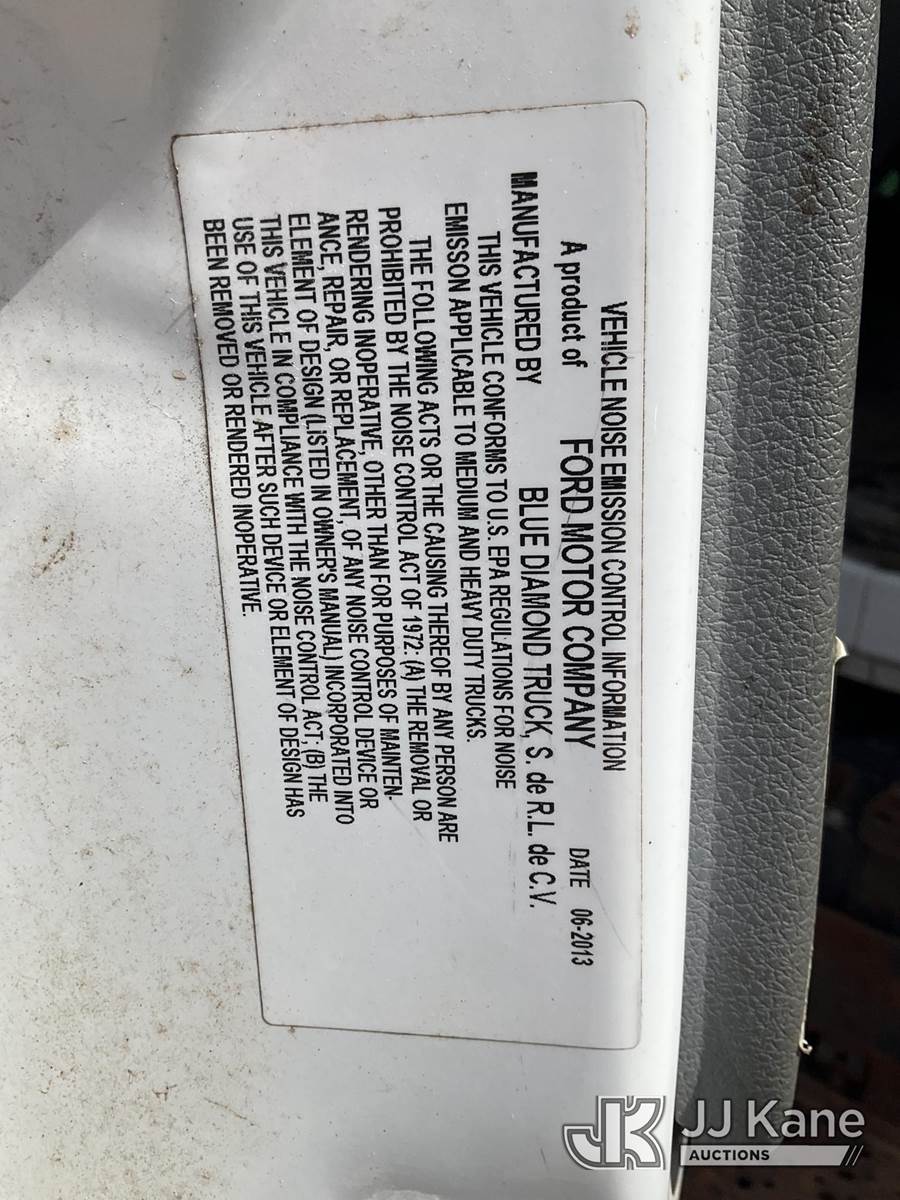 VEHICLE NOISE EMISSION CONTROL INFORMATION
A product of FORD MOTOR COMPANY DATE 06-2013
MANUFACTURED BY BLUE DIAMOND TRUCK, S. de R.L. de C.V.
THIS VEHICLE CONFORMS TO U.S. EPA REGULATIONS FOR NOISE
EMISSON APPLICABLE TO MEDIUM AND HEAVY DUTY TRUCKS.
THE FOLLOWING ACTS OR THE CAUSING THEREOF BY ANY PERSON ARE
PROHIBITED BY THE NOISE CONTROL ACT OF 1972: (A) THE REMOVAL OR
RENDERING INOPERATIVE, OTHER THAN FOR PURPOSES OF MAINTEN-
ANCE, REPAIR, OR REPLACEMENT, OF ANY NOISE CONTROL DEVICE OR
ELEMENT OF DESIGN (LISTED IN OWNER'S MANUAL) INCORPORATED INTO
THIS VEHICLE IN COMPLIANCE WITH THE NOISE CONTROL ACT; (B) THE
USE OF THIS VEHICLE AFTER SUCH DEVICE OR ELEMENT OF DESIGN HAS
BEEN REMOVED OR RENDERED INOPERATIVE.
JK JJ Kane
AUCTIONS